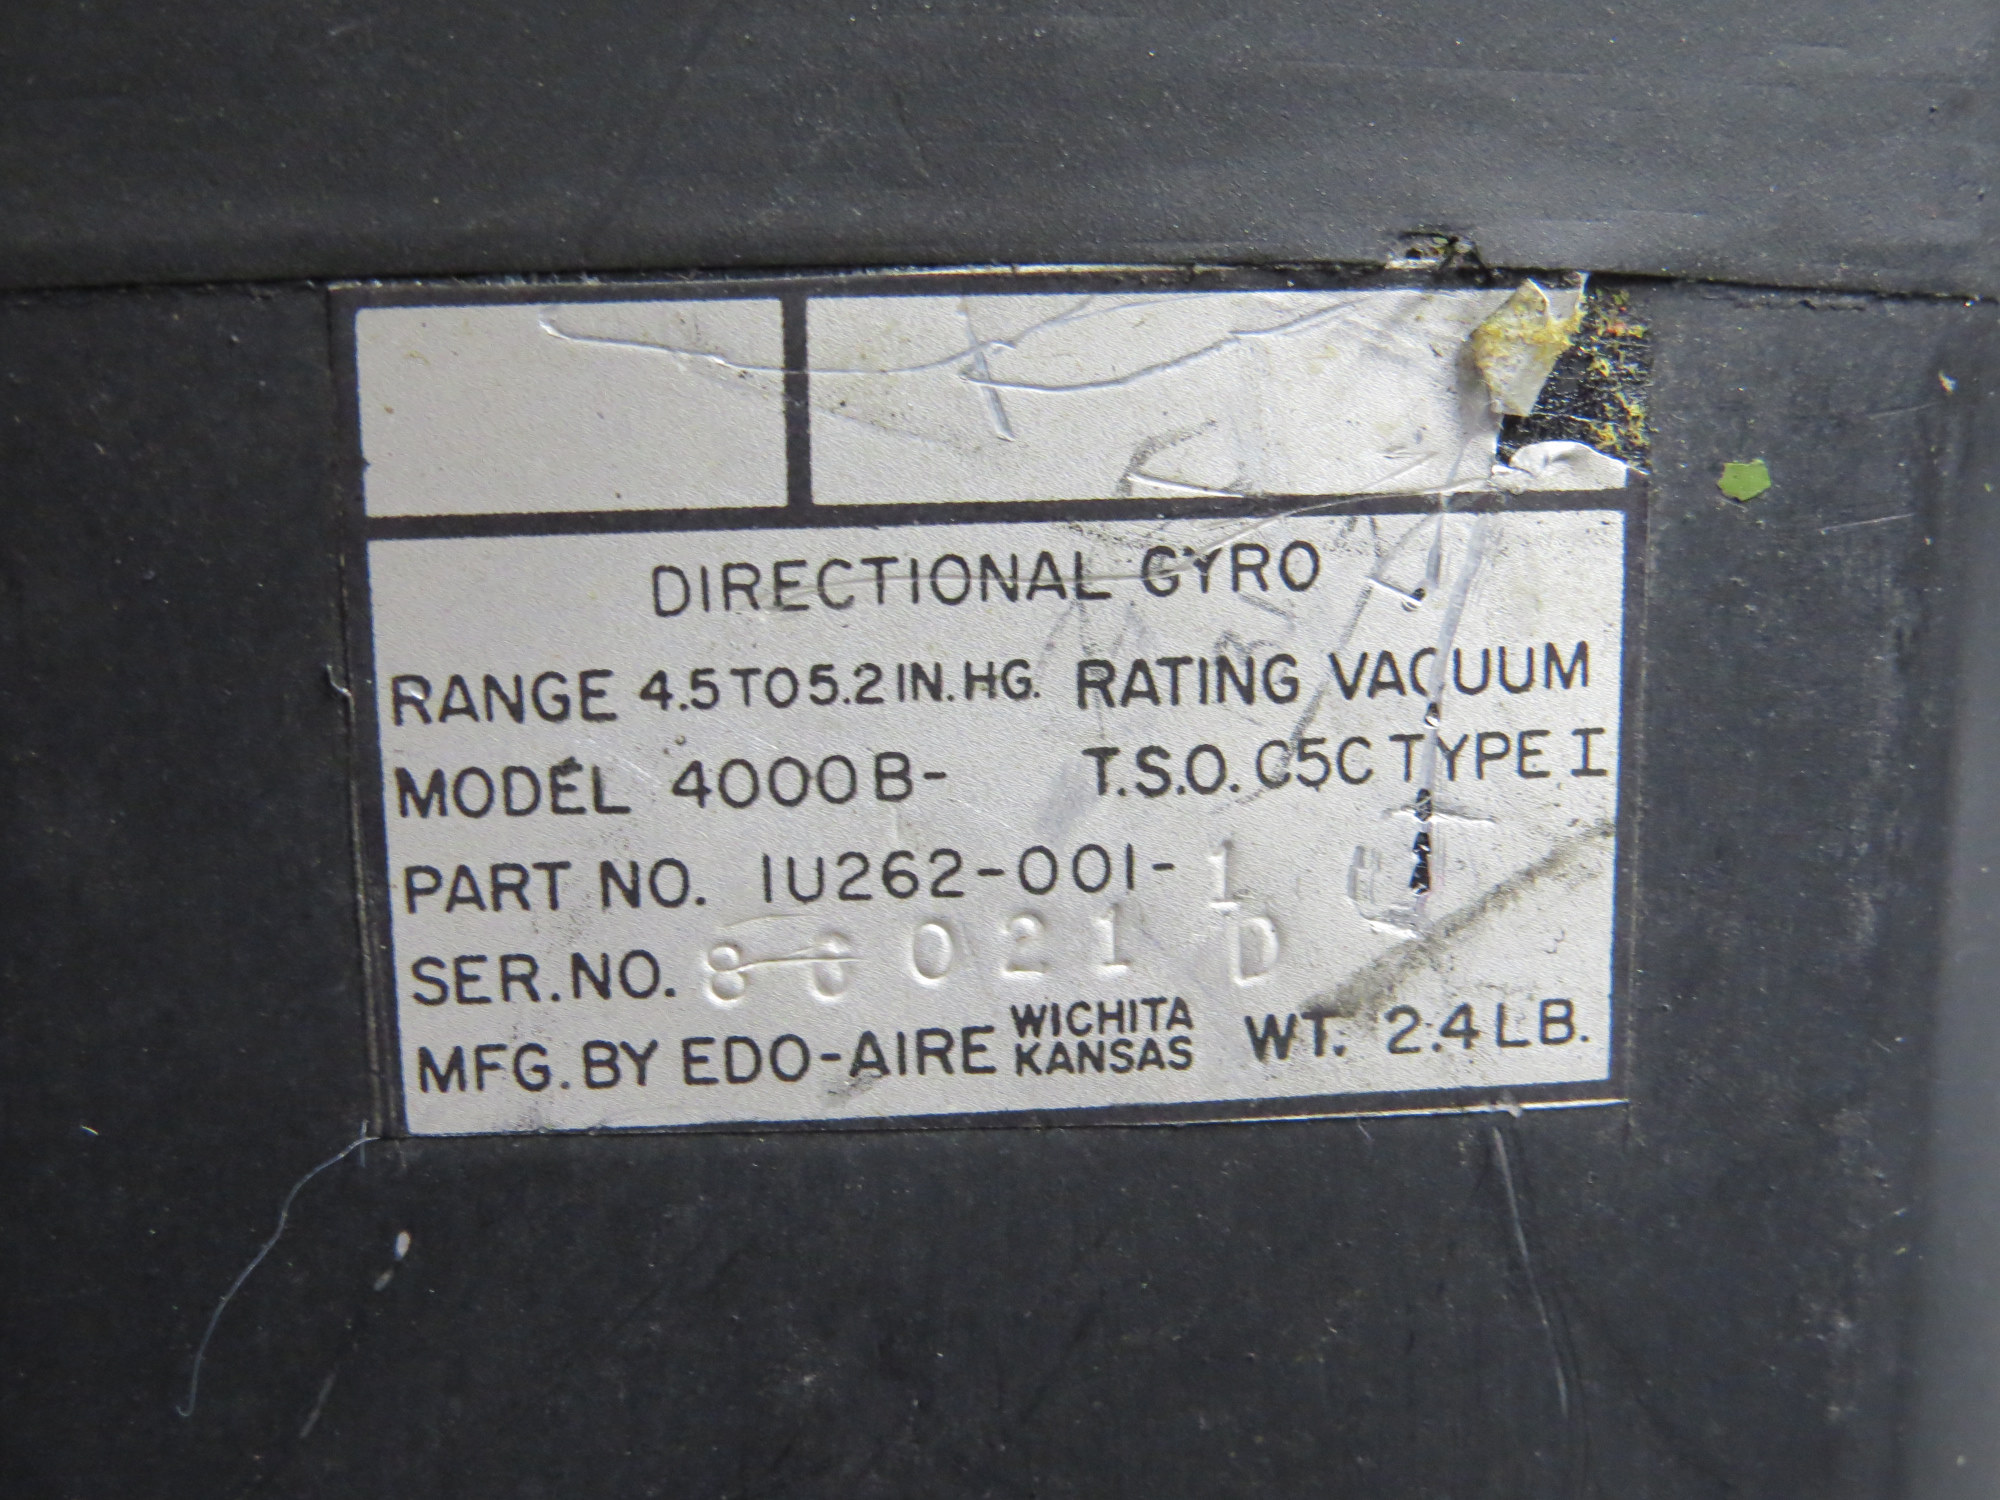 DIRECTIONAL GYRO
RANGE 4.5 TO 5.2 IN. HG. RATING VACUUM
MODEL 4000B- T.S.O. C5C TYPE I
PART NO. 1U262-001-1
SER. NO. 88021 D
MFG. BY EDO-AIRE WICHITA KANSAS WT. 2.4 LB.